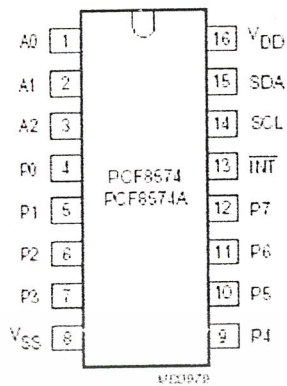 A0 1 16 VDD
A1 2 15 SDA
A2 3 14 SCL
P0 4 13 INT
PCF8574
PCF8574A
P1 5 12 P7
P2 6 11 P6
P3 7 10 P5
VSS 8 9 P4
MBD979